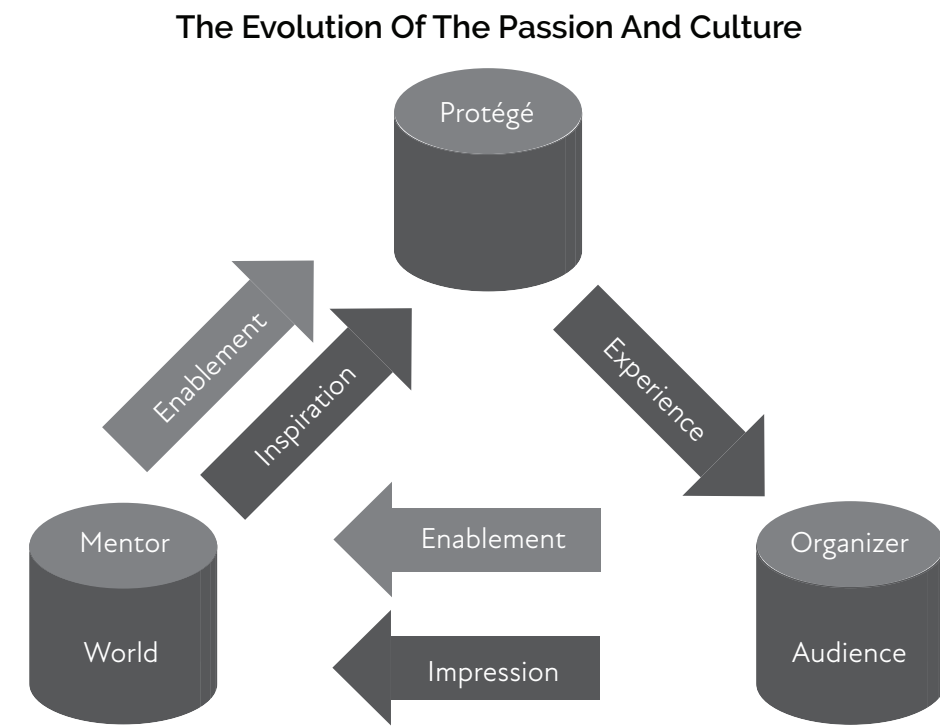 The Evolution Of The Passion And Culture
Protégé
Enablement
Inspiration
Experience
Mentor
Enablement
Organizer
World
Impression
Audience